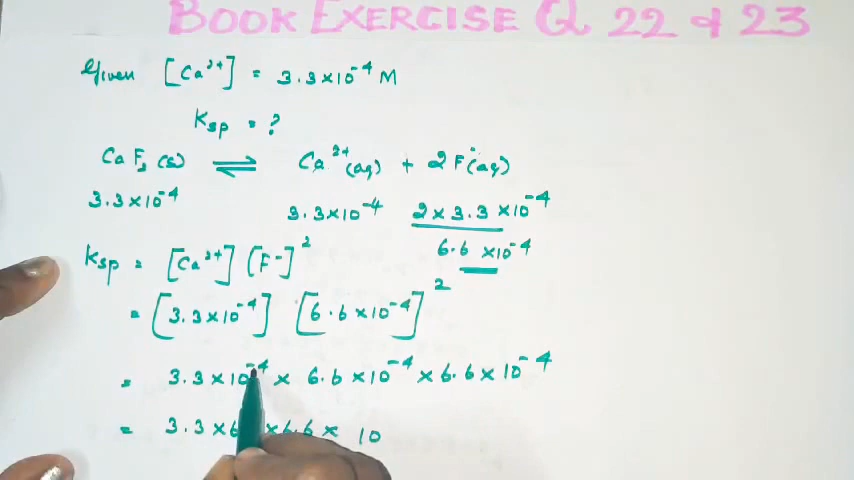 BOOK EXERCISE Q. 22 & 23
Given [Ca²⁺] = 3.3×10⁻⁴ M
Ksp = ?
CaF₂(s) ⇌ Ca²⁺(aq) + 2F⁻(aq)
3.3×10⁻⁴ 3.3×10⁻⁴ 2×3.3×10⁻⁴
6.6×10⁻⁴
Ksp = [Ca²⁺][F⁻]²
= [3.3×10⁻⁴] [6.6×10⁻⁴]²
= 3.3×10⁻⁴ × 6.6×10⁻⁴ × 6.6×10⁻⁴
= 3.3×6 ×6.6× 10